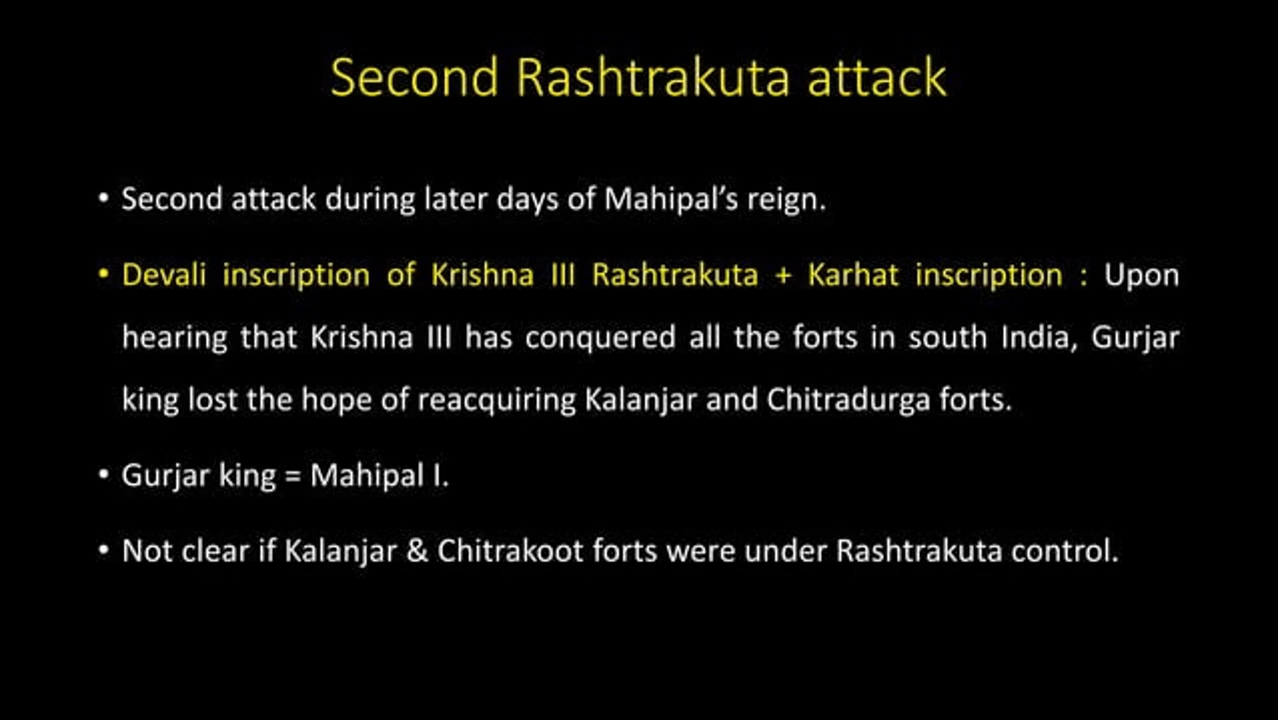 Second Rashtrakuta attack
• Second attack during later days of Mahipal’s reign.
• Devali inscription of Krishna III Rashtrakuta + Karhat inscription : Upon
hearing that Krishna III has conquered all the forts in south India, Gurjar
king lost the hope of reacquiring Kalanjar and Chitradurga forts.
• Gurjar king = Mahipal I.
• Not clear if Kalanjar & Chitrakoot forts were under Rashtrakuta control.